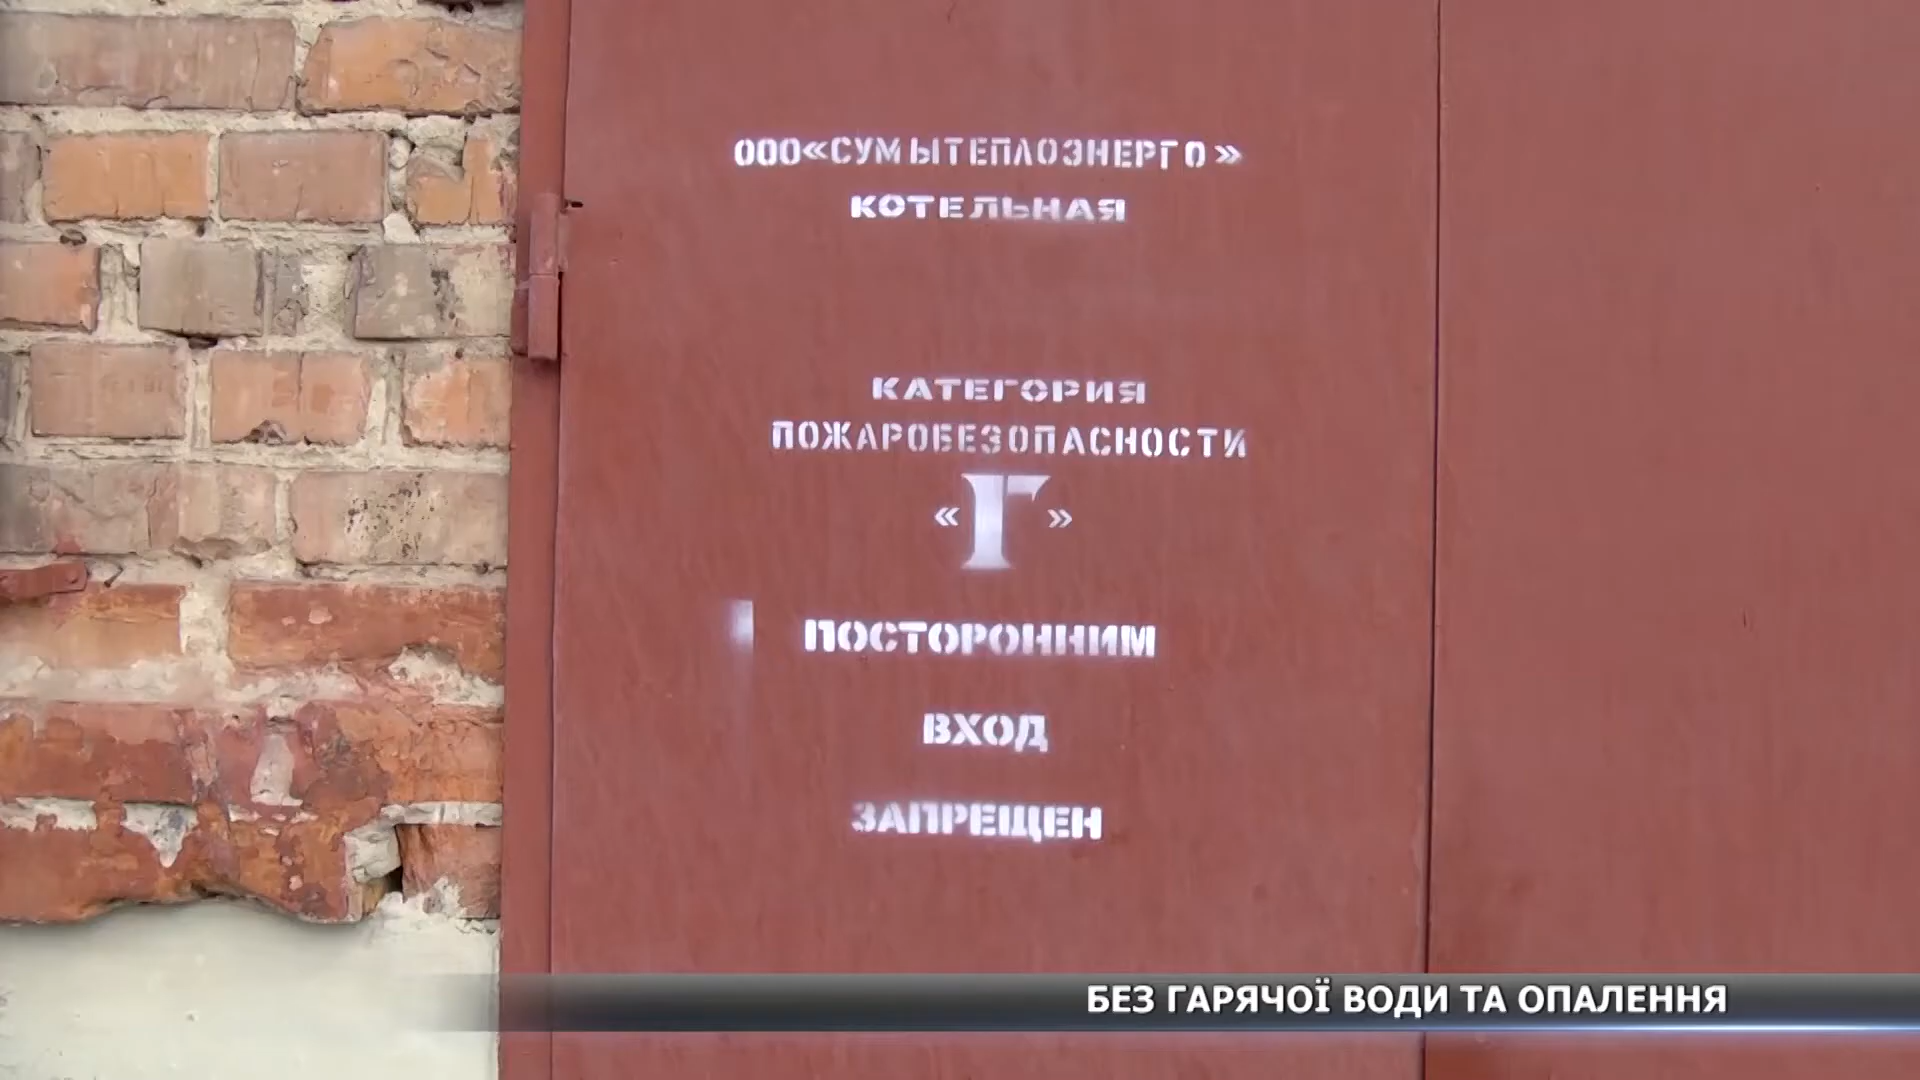 ООО«СУМЫТЕПЛОЭНЕРГО»
КОТЕЛЬНАЯ
КАТЕГОРИЯ
ПОЖАРОБЕЗОПАСНОСТИ
«Г»
ПОСТОРОННИМ
ВХОД
ЗАПРЕЩЕН
БЕЗ ГАРЯЧОЇ ВОДИ ТА ОПАЛЕННЯ